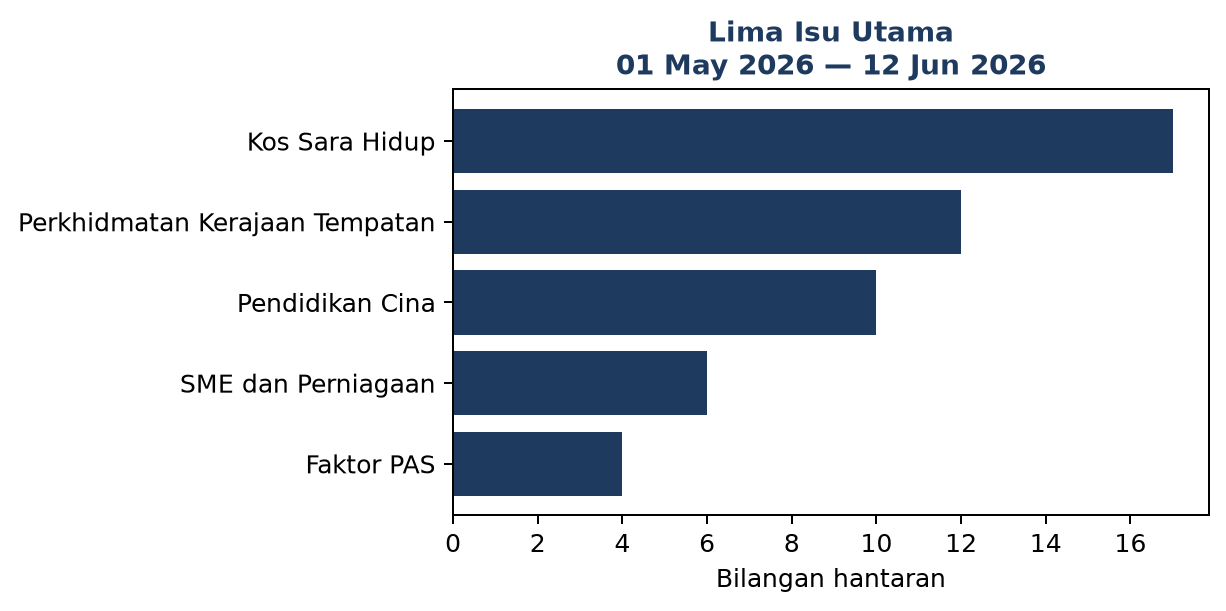 Lima Isu Utama
01 May 2026 — 12 Jun 2026
Kos Sara Hidup
Perkhidmatan Kerajaan Tempatan
Pendidikan Cina
SME dan Perniagaan
Faktor PAS
0 2 4 6 8 10 12 14 16
Bilangan hantaran